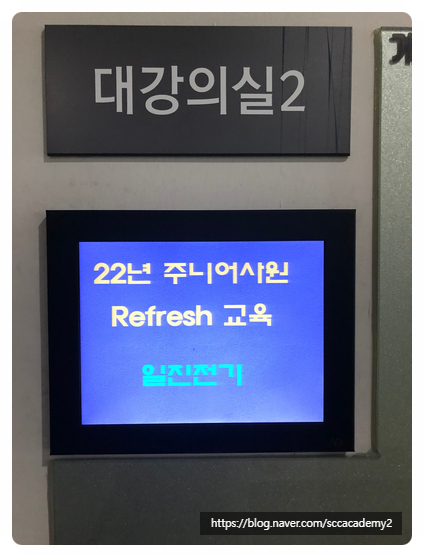 대강의실2
22년 주니어사원
Refresh 교육
일진전기
https://blog.naver.com/sccacademy2